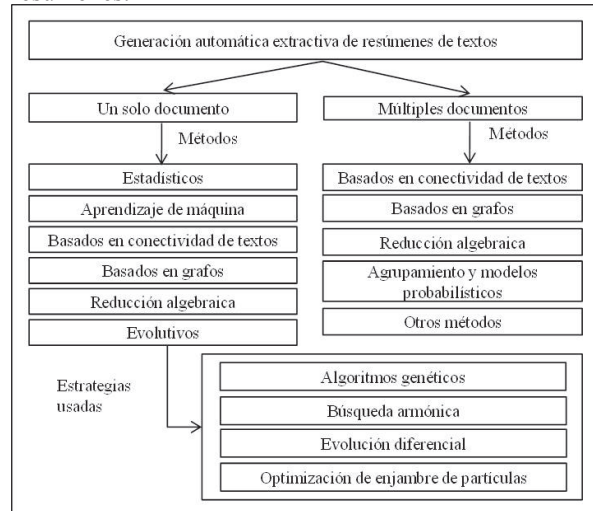 Generación automática extractiva de resúmenes de textos
Un solo documento
Múltiples documentos
Métodos
Métodos
Estadísticos
Aprendizaje de máquina
Basados en conectividad de textos
Basados en grafos
Reducción algebraica
Evolutivos
Basados en conectividad de textos
Basados en grafos
Reducción algebraica
Agrupamiento y modelos
probabilísticos
Otros métodos
Estrategias
usadas
Algoritmos genéticos
Búsqueda armónica
Evolución diferencial
Optimización de enjambre de partículas